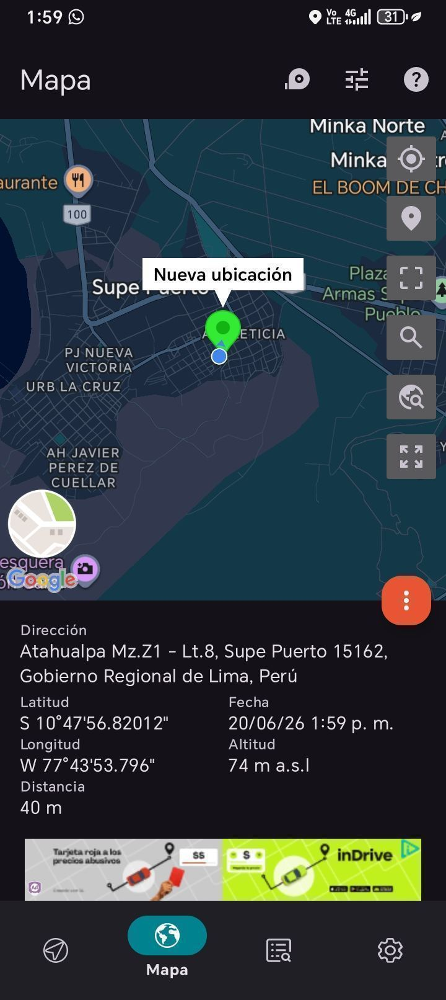 1:59
Vo LTE 4G 31
Mapa
?
Minka Norte
Minka
EL BOOM DE CH
aurante
100
Nueva ubicación
Supe Puerto
Plaza
Armas S
Pueblo
ETICIA
PJ NUEVA
VICTORIA
URB LA CRUZ
AH JAVIER
PEREZ DE
CUELLAR
esquera
Google
Dirección
Atahualpa Mz.Z1 - Lt.8, Supe Puerto 15162,
Gobierno Regional de Lima, Perú
Latitud
S 10°47'56.82012"
Fecha
20/06/26 1:59 p. m.
Longitud
W 77°43'53.796"
Altitud
74 m a.s.l
Distancia
40 m
Tarjeta roja a los
precios abusivos
SS
S
inDrive
Ad
Mapa